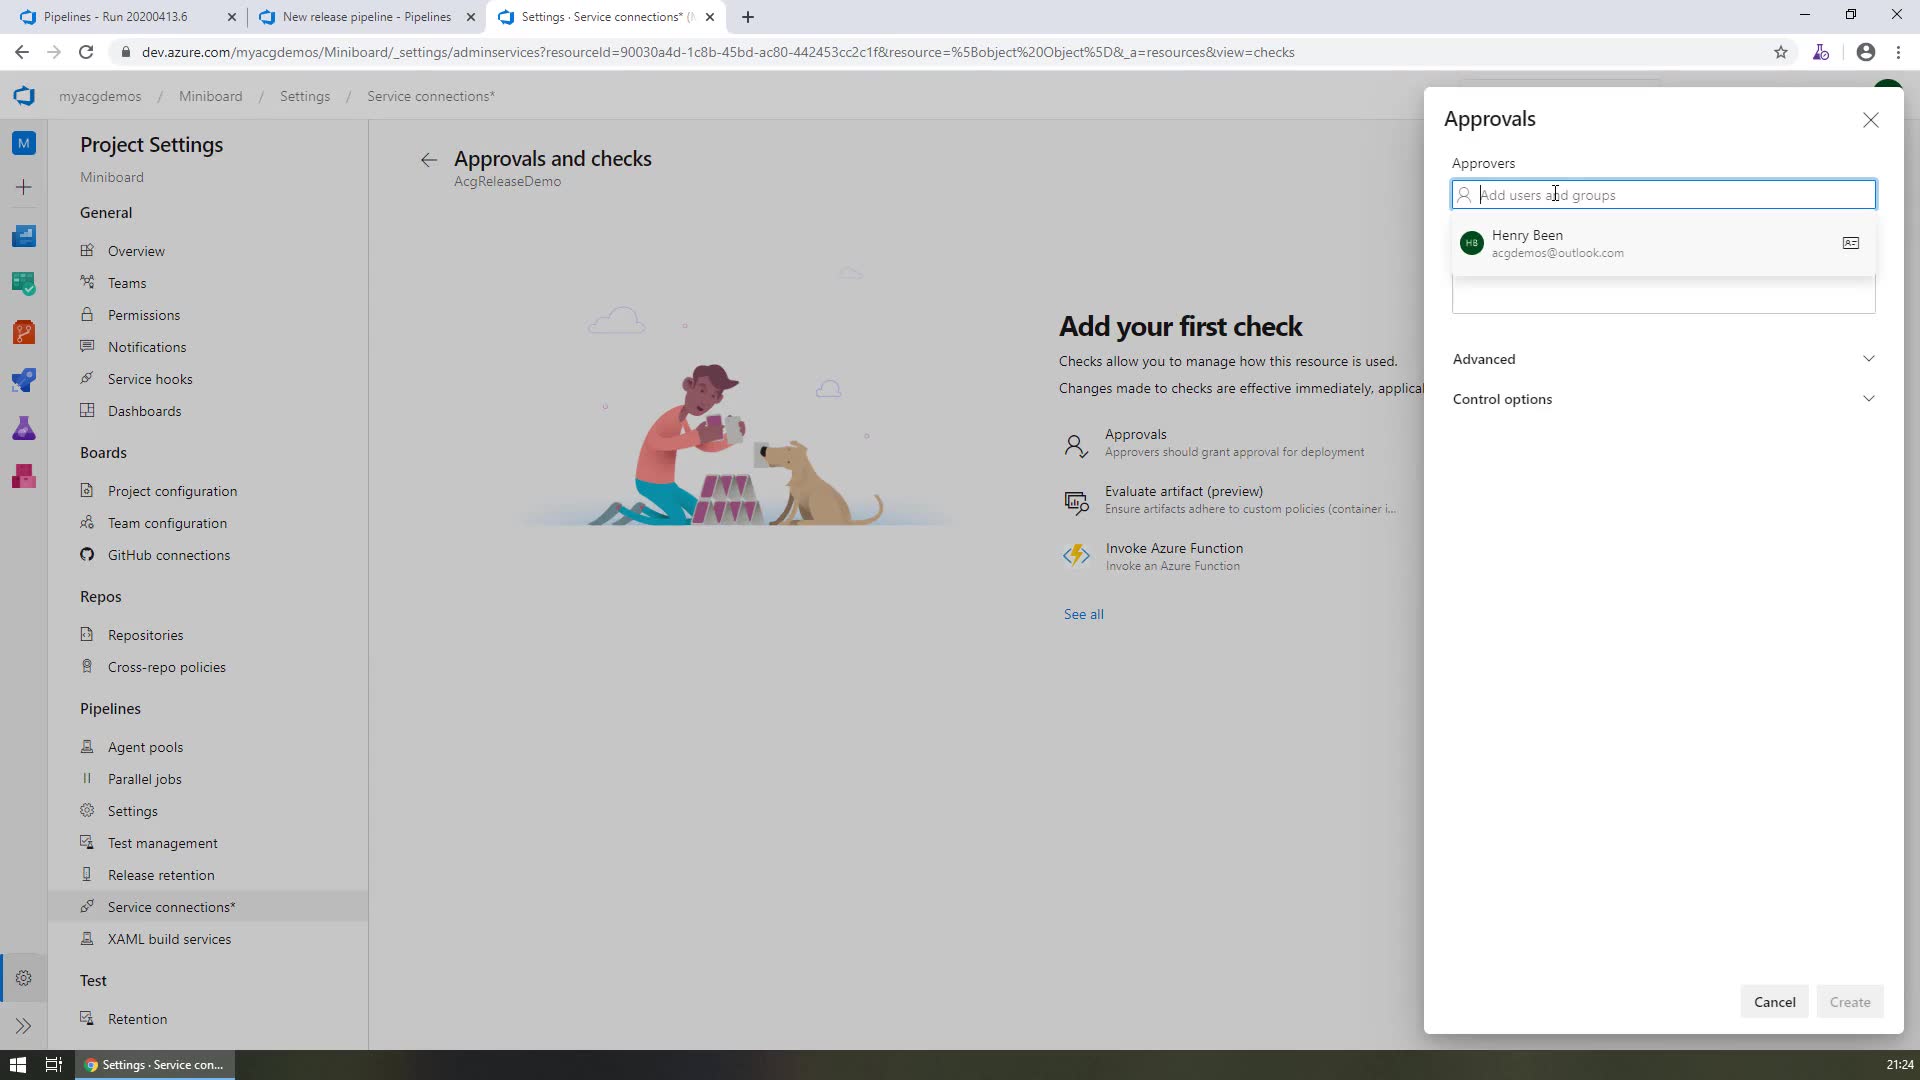 Pipelines - Run 20200413.6
New release pipeline - Pipelines
Settings · Service connections* (
dev.azure.com/myacgdemos/Miniboard/_settings/adminservices?resourceId=90030a4d-1c8b-45bd-ac80-442453cc2c1f&resource=%5Bobject%20Object%5D&_a=resources&view=checks
myacgdemos / Miniboard / Settings / Service connections*
M
Project Settings
Miniboard
General
Overview
Teams
Permissions
Notifications
Service hooks
Dashboards
Boards
Project configuration
Team configuration
GitHub connections
Repos
Repositories
Cross-repo policies
Pipelines
Agent pools
Parallel jobs
Settings
Test management
Release retention
Service connections*
XAML build services
Test
Retention
Approvals and checks
AcgReleaseDemo
Add your first check
Checks allow you to manage how this resource is used.
Changes made to checks are effective immediately, applical
Approvals
Approvers should grant approval for deployment
Evaluate artifact (preview)
Ensure artifacts adhere to custom policies (container i...
Invoke Azure Function
Invoke an Azure Function
See all
Approvals
Approvers
Add users and groups
HB
Henry Been
acgdemos@outlook.com
Advanced
Control options
Cancel
Create
Settings · Service con...
21:24